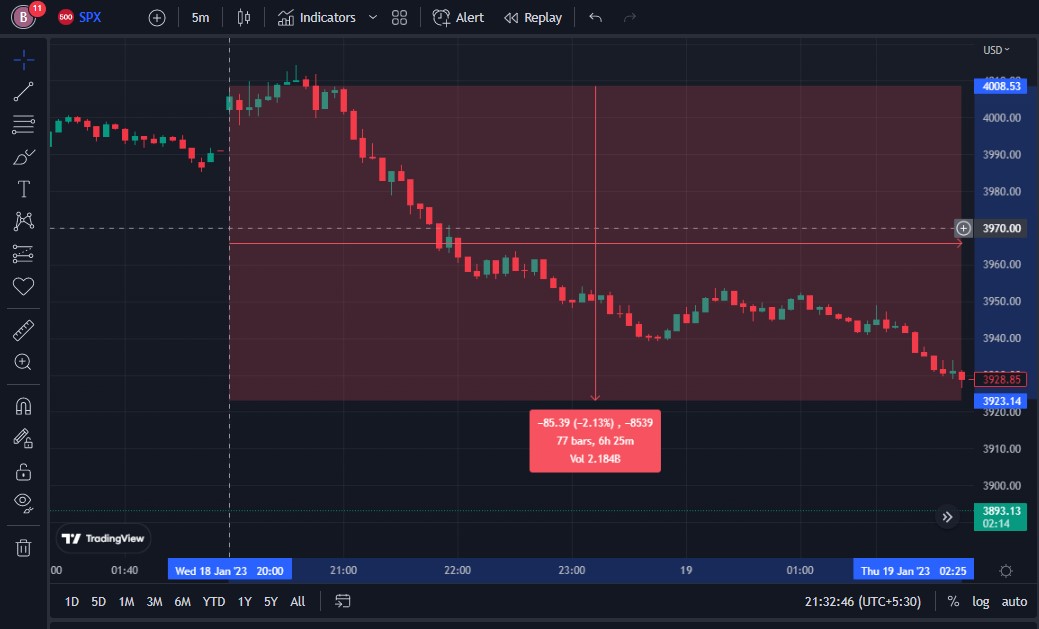 B 11 500 SPX 5m Indicators Alert Replay
USD
4008.53
4000.00
3990.00
3980.00
3970.00
3960.00
3950.00
3940.00
3928.85
3923.14
3920.00
3910.00
3900.00
3893.13
02:14
−85.39 (−2.13%) , −8539
77 bars, 6h 25m
Vol 2.184B
TradingView
00 01:40 Wed 18 Jan '23 20:00 21:00 22:00 23:00 19 01:00 Thu 19 Jan '23 02:25
1D 5D 1M 3M 6M YTD 1Y 5Y All 21:32:46 (UTC+5:30) % log auto